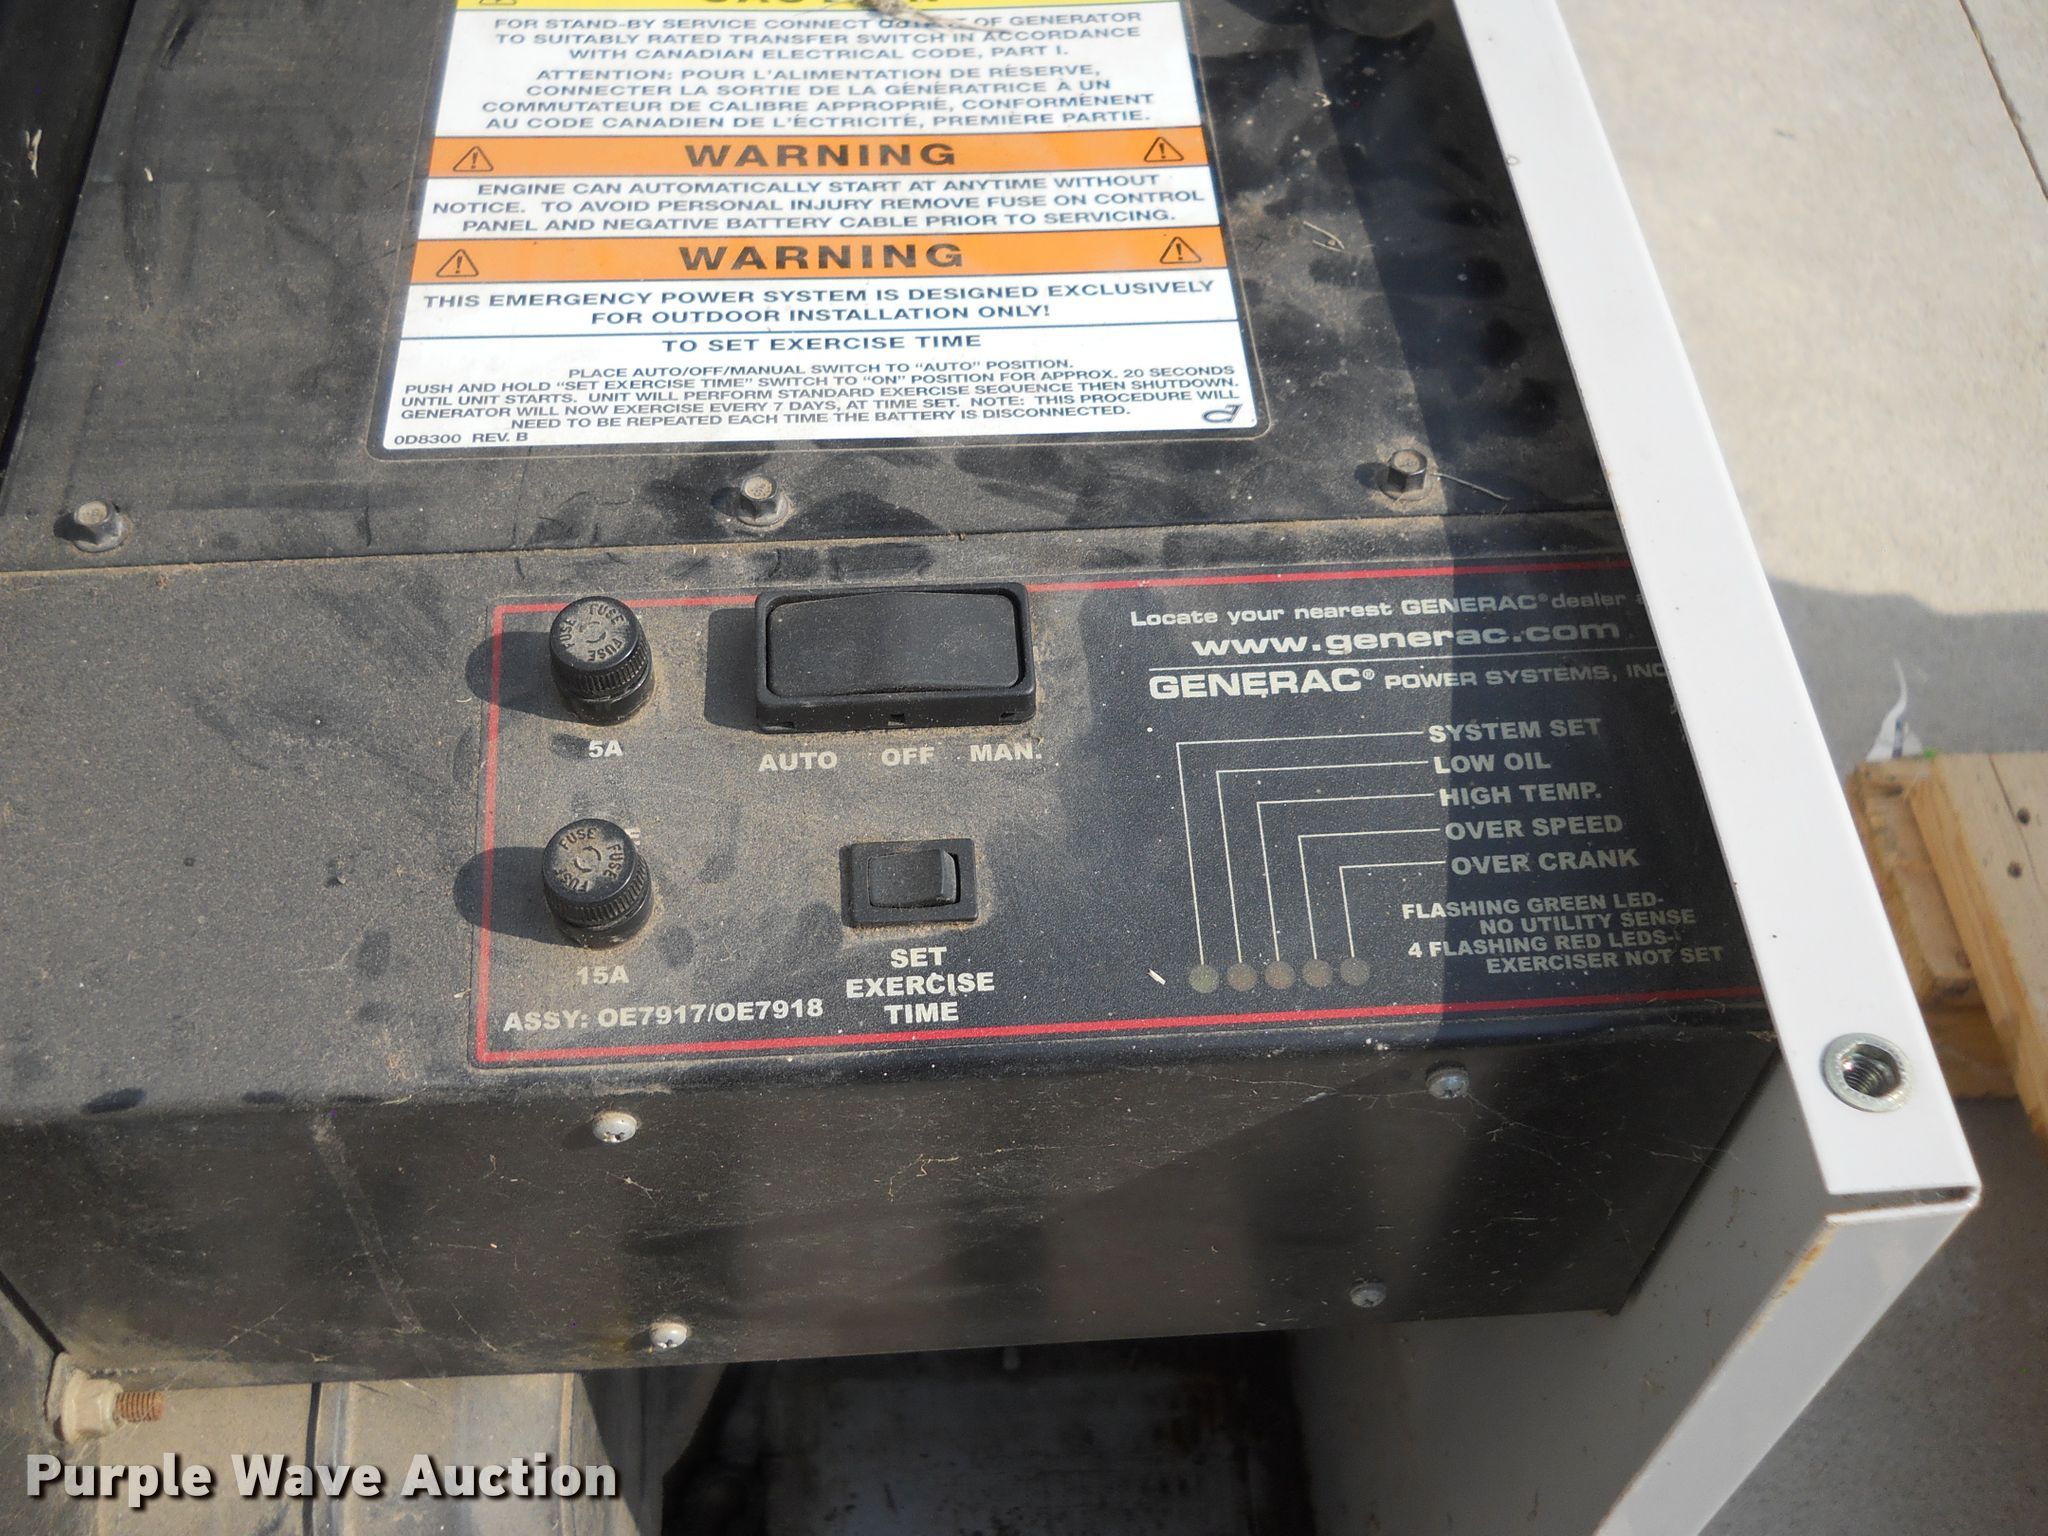 FOR STAND-BY SERVICE CONNECT OF GENERATOR
TO SUITABLY RATED TRANSFER SWITCH IN ACCORDANCE
WITH CANADIAN ELECTRICAL CODE, PART I.
ATTENTION: POUR L'ALIMENTATION DE RÉSERVE,
CONNECTER LA SORTIE DE LA GÉNÉRATRICE À UN
COMMUTATEUR DE CALIBRE APPROPRIÉ, CONFORMÉNENT
AU CODE CANADIEN DE L'ÉCTRICITÉ, PREMIÈRE PARTIE.
WARNING
ENGINE CAN AUTOMATICALLY START AT ANYTIME WITHOUT
NOTICE. TO AVOID PERSONAL INJURY REMOVE FUSE ON CONTROL
PANEL AND NEGATIVE BATTERY CABLE PRIOR TO SERVICING.
WARNING
THIS EMERGENCY POWER SYSTEM IS DESIGNED EXCLUSIVELY
FOR OUTDOOR INSTALLATION ONLY!
TO SET EXERCISE TIME
PLACE AUTO/OFF/MANUAL SWITCH TO "AUTO" POSITION.
PUSH AND HOLD "SET EXERCISE TIME" SWITCH TO "ON" POSITION FOR APPROX. 20 SECONDS
UNTIL UNIT STARTS. UNIT WILL PERFORM STANDARD EXERCISE SEQUENCE THEN SHUTDOWN.
GENERATOR WILL NOW EXERCISE EVERY 7 DAYS, AT TIME SET. NOTE: THIS PROCEDURE WILL
NEED TO BE REPEATED EACH TIME THE BATTERY IS DISCONNECTED.
0D8300 REV. B
FUSE FUSE FUSE
5A
AUTO OFF MAN.
Locate your nearest GENERAC® dealer
www.generac.com
GENERAC® POWER SYSTEMS, INC
SYSTEM SET
LOW OIL
HIGH TEMP.
OVER SPEED
OVER CRANK
FLASHING GREEN LED-
NO UTILITY SENSE
4 FLASHING RED LEDS-
EXERCISER NOT SET
FUSE FUSE FUSE
15A
SET
EXERCISE
TIME
ASSY: OE7917/OE7918
Purple Wave Auction